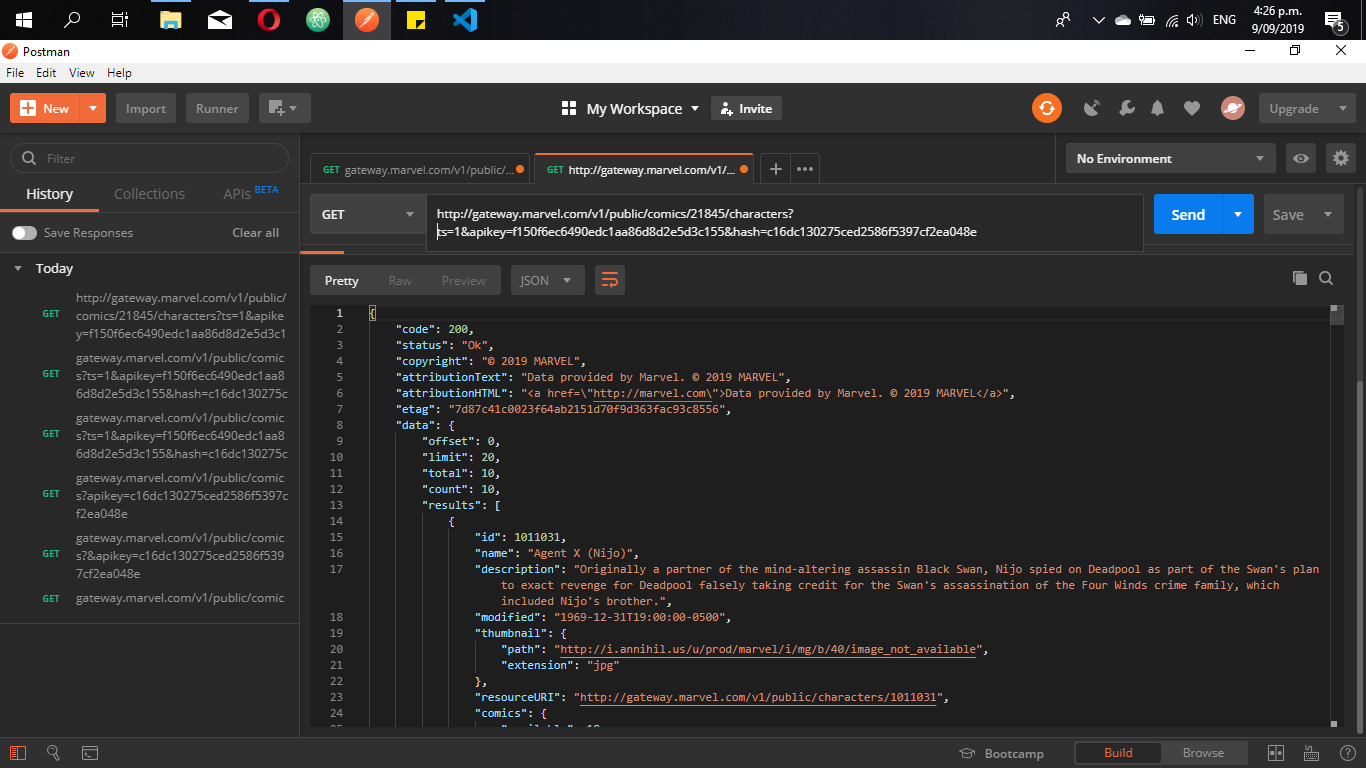 ENG
4:26 p.m.
9/09/2019
5
Postman
File Edit View Help
New
Import
Runner
My Workspace
Invite
Upgrade
Filter
History
Collections
APIs BETA
Save Responses
Clear all
Today
GET http://gateway.marvel.com/v1/public/
comics/21845/characters?ts=1&apike
y=f150f6ec6490edc1aa86d8d2e5d3c1
GET gateway.marvel.com/v1/public/comic
s?ts=1&apikey=f150f6ec6490edc1aa8
6d8d2e5d3c155&hash=c16dc130275c
GET gateway.marvel.com/v1/public/comic
s?ts=1&apikey=f150f6ec6490edc1aa8
6d8d2e5d3c155&hash=c16dc130275c
GET gateway.marvel.com/v1/public/comic
s?apikey=c16dc130275ced2586f5397c
f2ea048e
GET gateway.marvel.com/v1/public/comic
s?&apikey=c16dc130275ced2586f539
7cf2ea048e
GET gateway.marvel.com/v1/public/comic
GET gateway.marvel.com/v1/public/...
GET http://gateway.marvel.com/v1/...
No Environment
GET
http://gateway.marvel.com/v1/public/comics/21845/characters?
ts=1&apikey=f150f6ec6490edc1aa86d8d2e5d3c155&hash=c16dc130275ced2586f5397cf2ea048e
Send
Save
Pretty Raw Preview
JSON
1 {
2 "code": 200,
3 "status": "Ok",
4 "copyright": "© 2019 MARVEL",
5 "attributionText": "Data provided by Marvel. © 2019 MARVEL",
6 "attributionHTML": "<a href=\"http://marvel.com\">Data provided by Marvel. © 2019 MARVEL</a>",
7 "etag": "7d87c41c0023f64ab2151d70f9d363fac93c8556",
8 "data": {
9 "offset": 0,
10 "limit": 20,
11 "total": 10,
12 "count": 10,
13 "results": [
14 {
15 "id": 1011031,
16 "name": "Agent X (Nijo)",
17 "description": "Originally a partner of the mind-altering assassin Black Swan, Nijo spied on Deadpool as part of the Swan's plan
to exact revenge for Deadpool falsely taking credit for the Swan's assassination of the Four Winds crime family, which
included Nijo's brother.",
18 "modified": "1969-12-31T19:00:00-0500",
19 "thumbnail": {
20 "path": "http://i.annihil.us/u/prod/marvel/i/mg/b/40/image_not_available",
21 "extension": "jpg"
22 },
23 "resourceURI": "http://gateway.marvel.com/v1/public/characters/1011031",
24 "comics": {
Bootcamp
Build
Browse